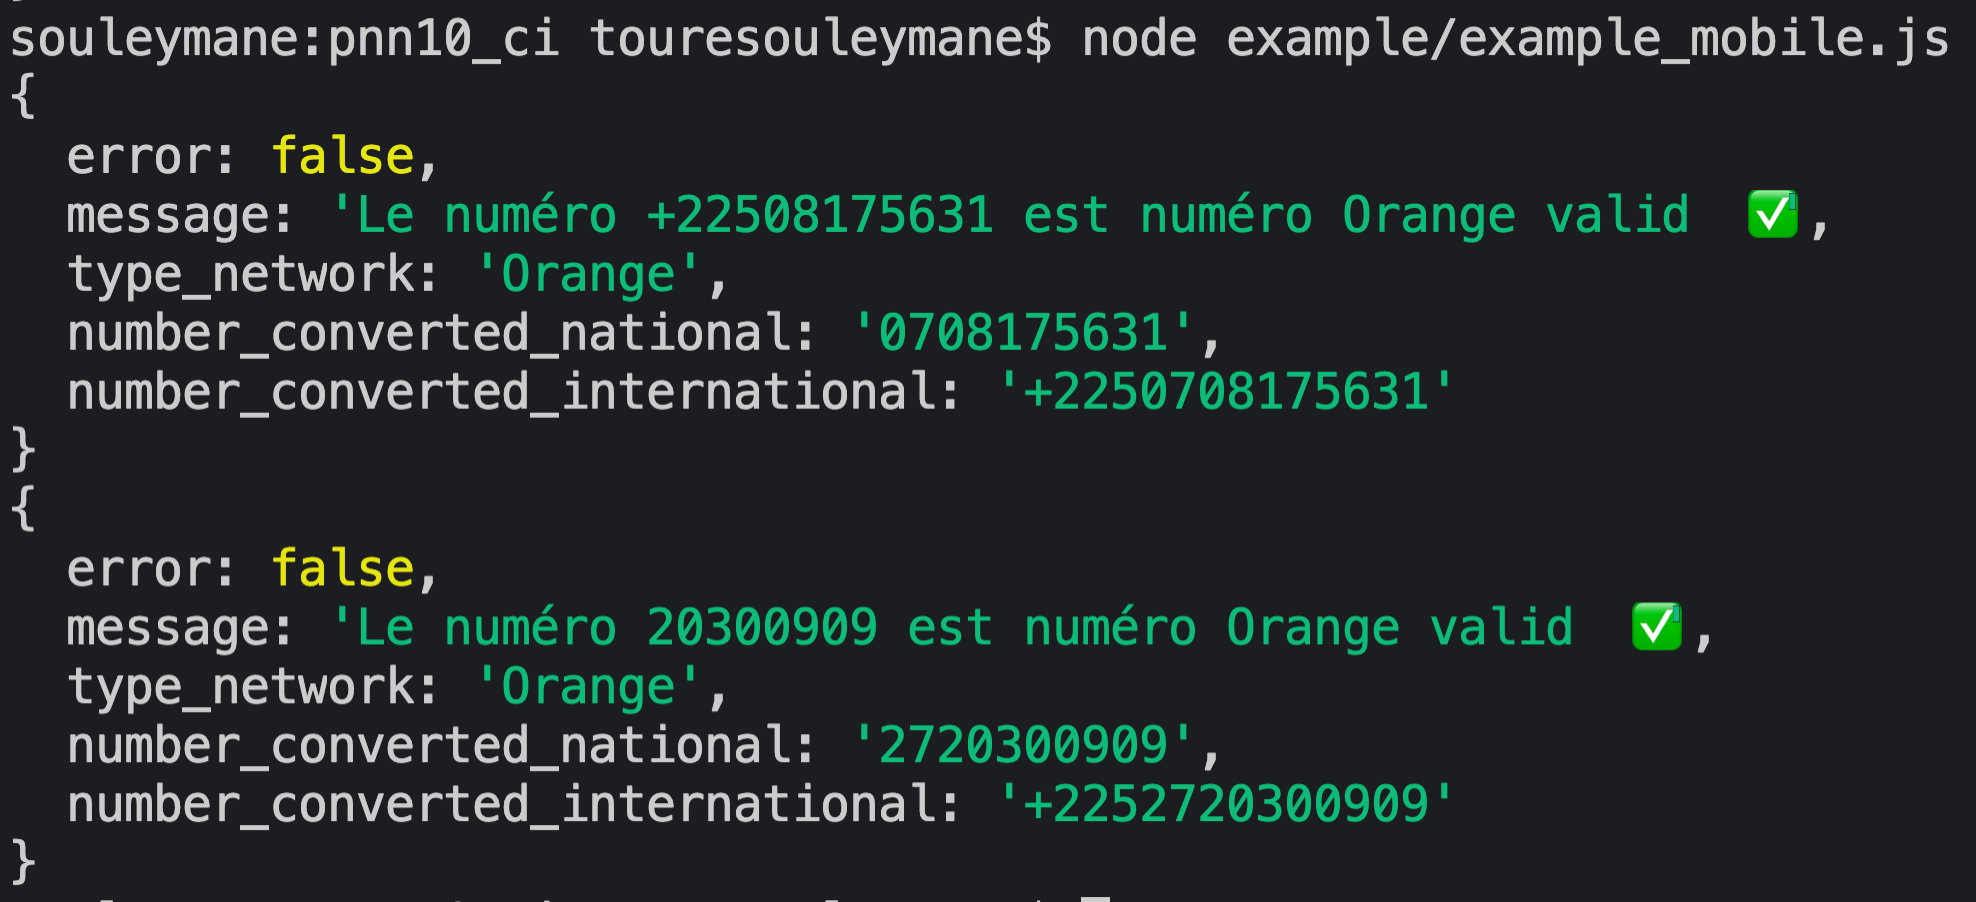 souleymane:pnn10_ci touresouleymane$ node example/example_mobile.js
{
  error: false,
  message: 'Le numéro +22508175631 est numéro Orange valid  ✅,
  type_network: 'Orange',
  number_converted_national: '0708175631',
  number_converted_international: '+2250708175631'
}
{
  error: false,
  message: 'Le numéro 20300909 est numéro Orange valid  ✅,
  type_network: 'Orange',
  number_converted_national: '2720300909',
  number_converted_international: '+2252720300909'
}